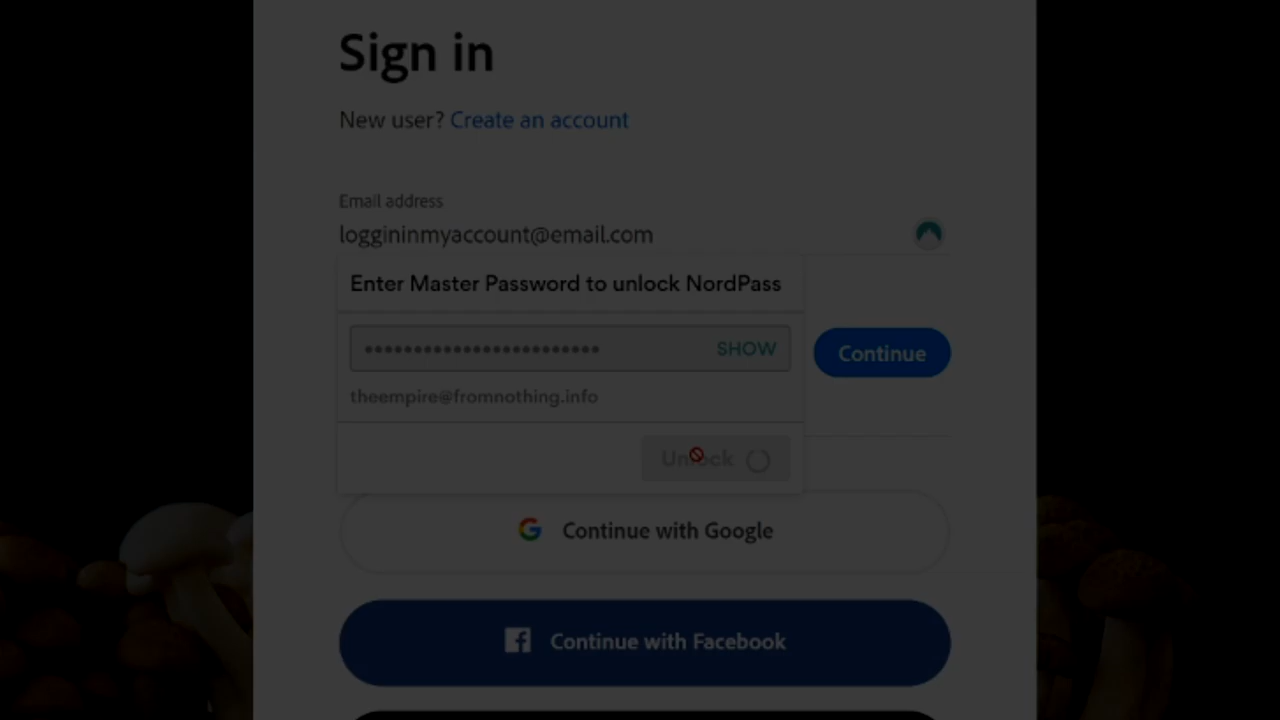 Sign in
New user? Create an account
Email address
loggininmyaccount@email.com
Enter Master Password to unlock NordPass
•••••••••••••••••••••••• SHOW
Continue
theempire@fromnothing.info
Unlock
Continue with Google
Continue with Facebook